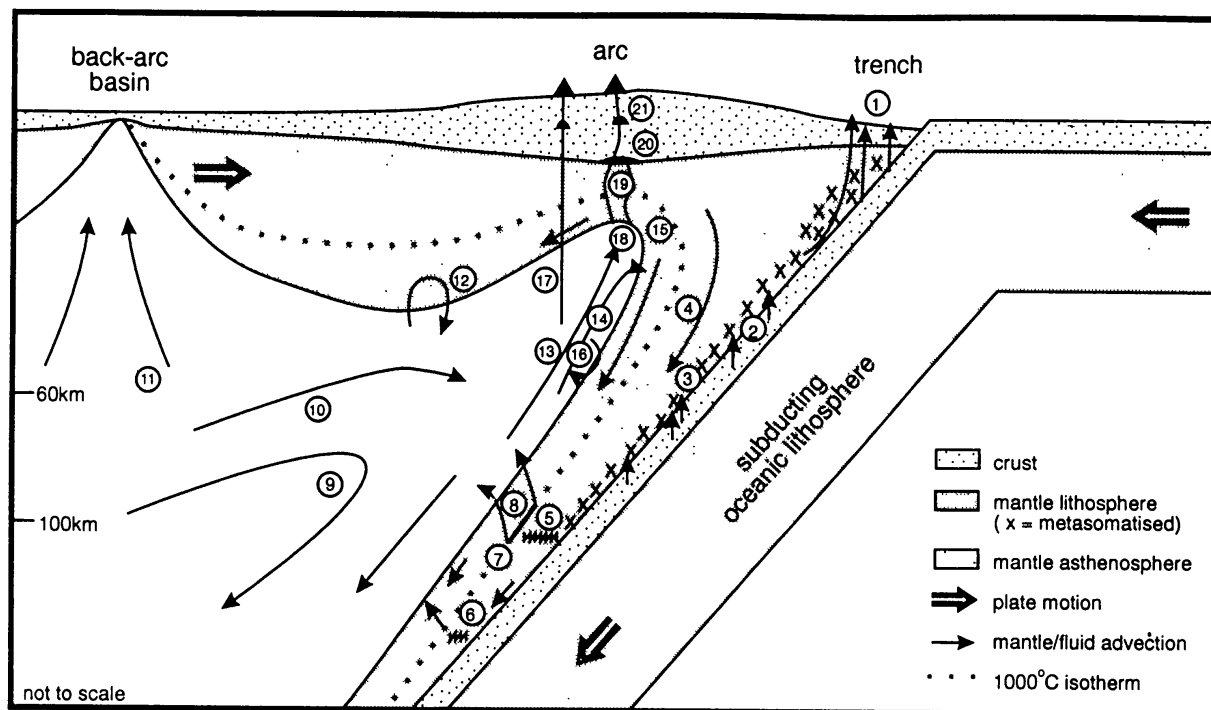 back-arc
basin
arc
trench
1
21
20
19
18
15
17
12
4
14
13
16
2
3
11
60km
10
9
8
5
100km
7
6
subducting
oceanic lithosphere
crust
mantle lithosphere
( x = metasomatised)
mantle asthenosphere
plate motion
mantle/fluid advection
1000°C isotherm
not to scale